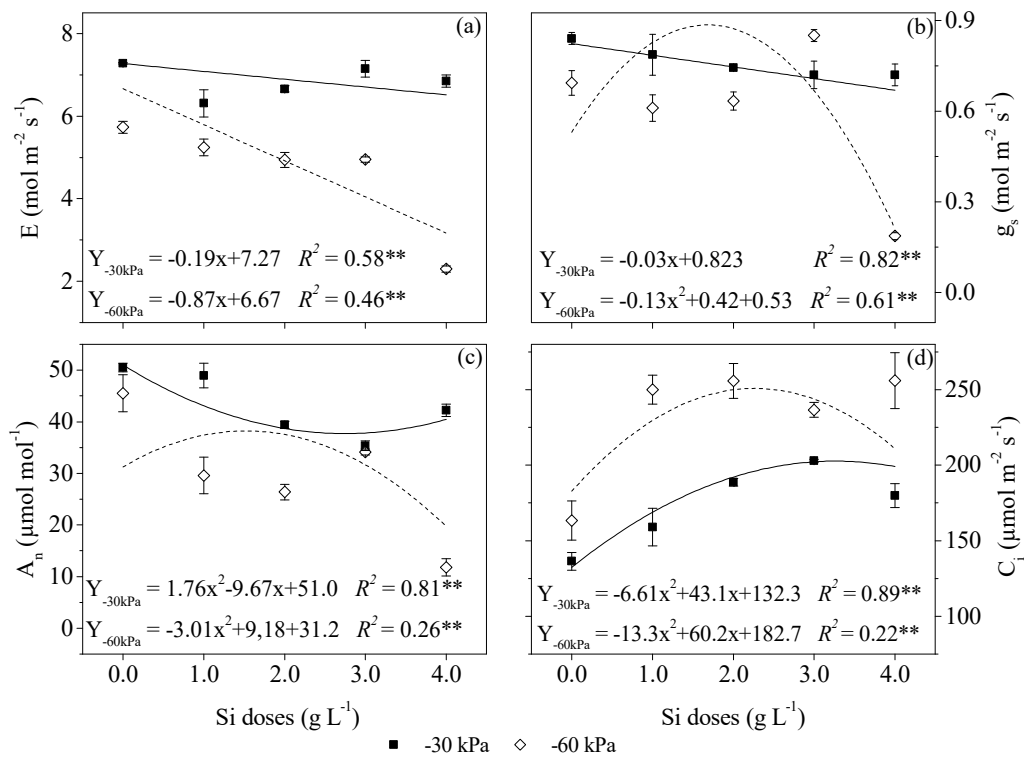 (a)
8
6
4
2
E (mol m⁻² s⁻¹)
Y₋₃₀ₖₚₐ = -0.19x+7.27 R² = 0.58**
Y₋₆₀ₖₚₐ = -0.87x+6.67 R² = 0.46**
(b)
0.9
0.6
0.3
0.0
gₛ (mol m⁻² s⁻¹)
Y₋₃₀ₖₚₐ = -0.03x+0.823 R² = 0.82**
Y₋₆₀ₖₚₐ = -0.13x²+0.42+0.53 R² = 0.61**
(c)
50
40
30
20
10
0
Aₙ (µmol mol⁻¹)
Y₋₃₀ₖₚₐ = 1.76x²-9.67x+51.0 R² = 0.81**
Y₋₆₀ₖₚₐ = -3.01x²+9,18+31.2 R² = 0.26**
0.0 1.0 2.0 3.0 4.0
Si doses (g L⁻¹)
(d)
250
200
150
100
Cᵢ (µmol m⁻² s⁻¹)
Y₋₃₀ₖₚₐ = -6.61x²+43.1x+132.3 R² = 0.89**
Y₋₆₀ₖₚₐ = -13.3x²+60.2x+182.7 R² = 0.22**
0.0 1.0 2.0 3.0 4.0
Si doses (g L⁻¹)
-30 kPa -60 kPa